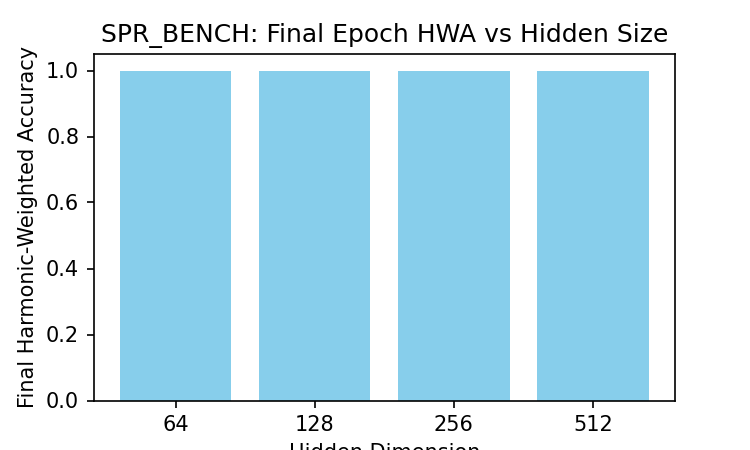 SPR_BENCH: Final Epoch HWA vs Hidden Size
Final Harmonic-Weighted Accuracy
1.0
0.8
0.6
0.4
0.2
0.0
64 128 256 512
Hidden Dimension